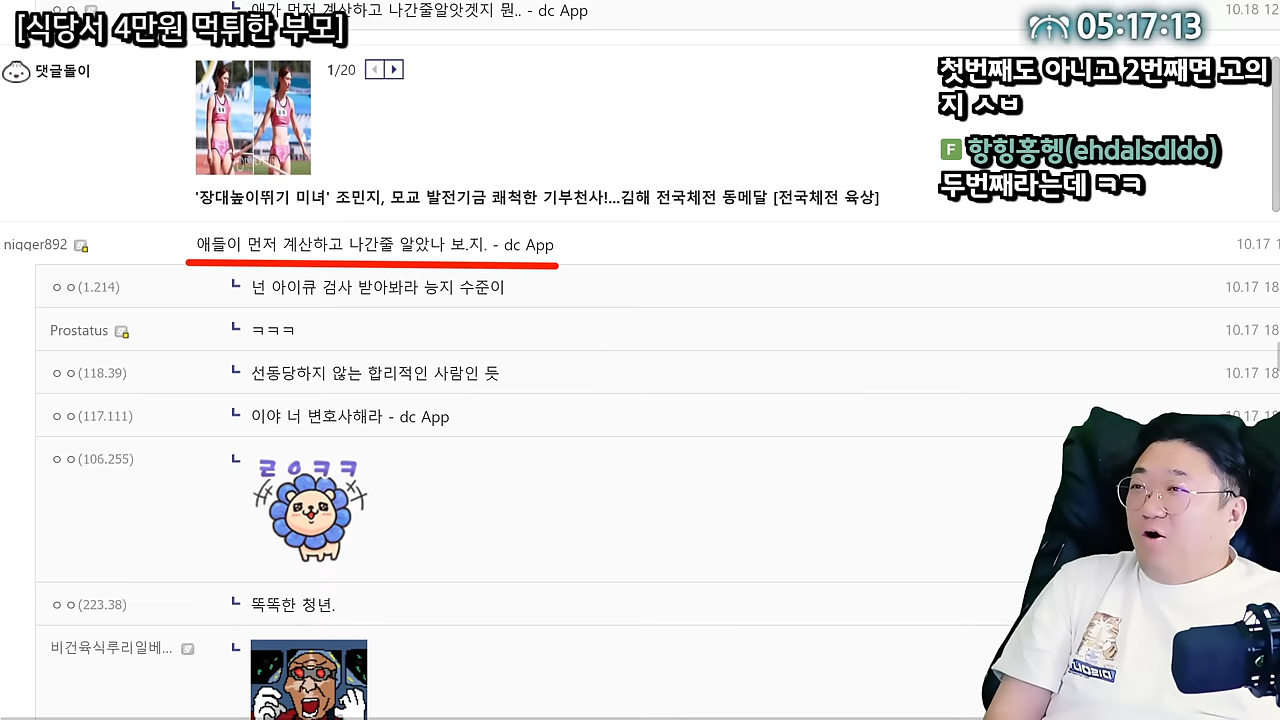 애가 먼저 계산하고 나간줄알앗겟지 뭔.. - dc App
10.18 12
[식당서 4만원 먹튀한 부모]
05:17:13
댓글돌이
1/20
첫번째도 아니고 2번째면 고의
지 ㅅㅂ
F 항힝홍헹(ehdalsdldo)
두번째라는데 ㅋㅋ
'장대높이뛰기 미녀' 조민지, 모교 발전기금 쾌척한 기부천사!...김해 전국체전 동메달 [전국체전 육상]
nigger892 애들이 먼저 계산하고 나간줄 알았나 보.지. - dc App 10.17 1
ㅇㅇ(1.214) 넌 아이큐 검사 받아봐라 능지 수준이 10.17 18
Prostatus ㅋㅋㅋ 10.17 18
ㅇㅇ(118.39) 선동당하지 않는 합리적인 사람인 듯 10.17 18
ㅇㅇ(117.111) 이야 너 변호사해라 - dc App 10.17 18
ㅇㅇ(106.255) ㄹㅇㅋㅋ
ㅇㅇ(223.38) 똑똑한 청년.
비건육식루리일베...